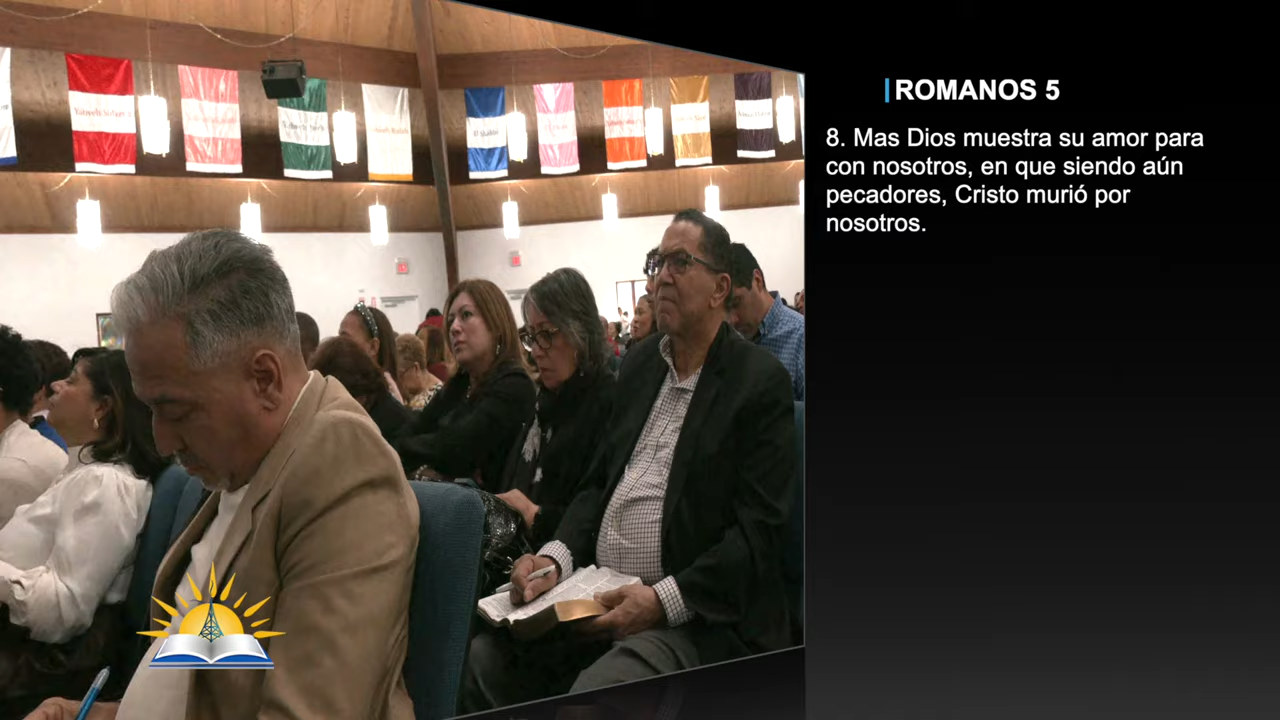 ROMANOS 5
8. Mas Dios muestra su amor para
con nosotros, en que siendo aún
pecadores, Cristo murió por
nosotros.